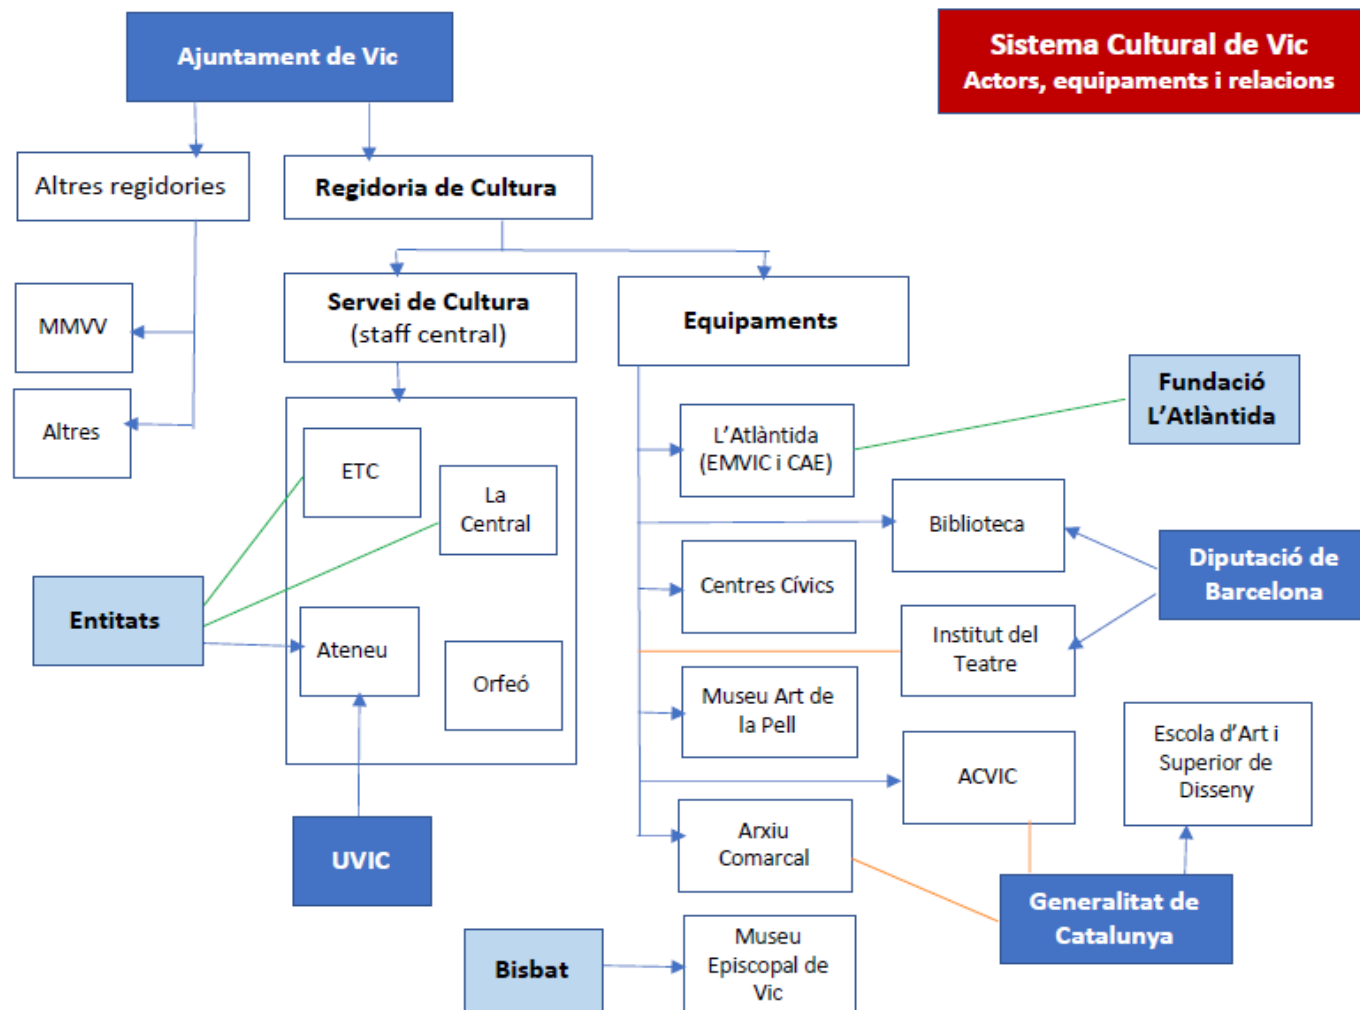 Ajuntament de Vic
Sistema Cultural de Vic
Actors, equipaments i relacions
Altres regidories
Regidoria de Cultura
MMVV
Servei de Cultura
(staff central)
Equipaments
Altres
Fundació
L'Atlàntida
L'Atlàntida
(EMVIC i CAE)
ETC
La
Central
Biblioteca
Diputació de
Barcelona
Centres Cívics
Entitats
Ateneu
Orfeó
Institut del
Teatre
Museu Art de
la Pell
Escola d'Art i
Superior de
Disseny
ACVIC
Arxiu
Comarcal
UVIC
Generalitat de
Catalunya
Bisbat
Museu
Episcopal de
Vic